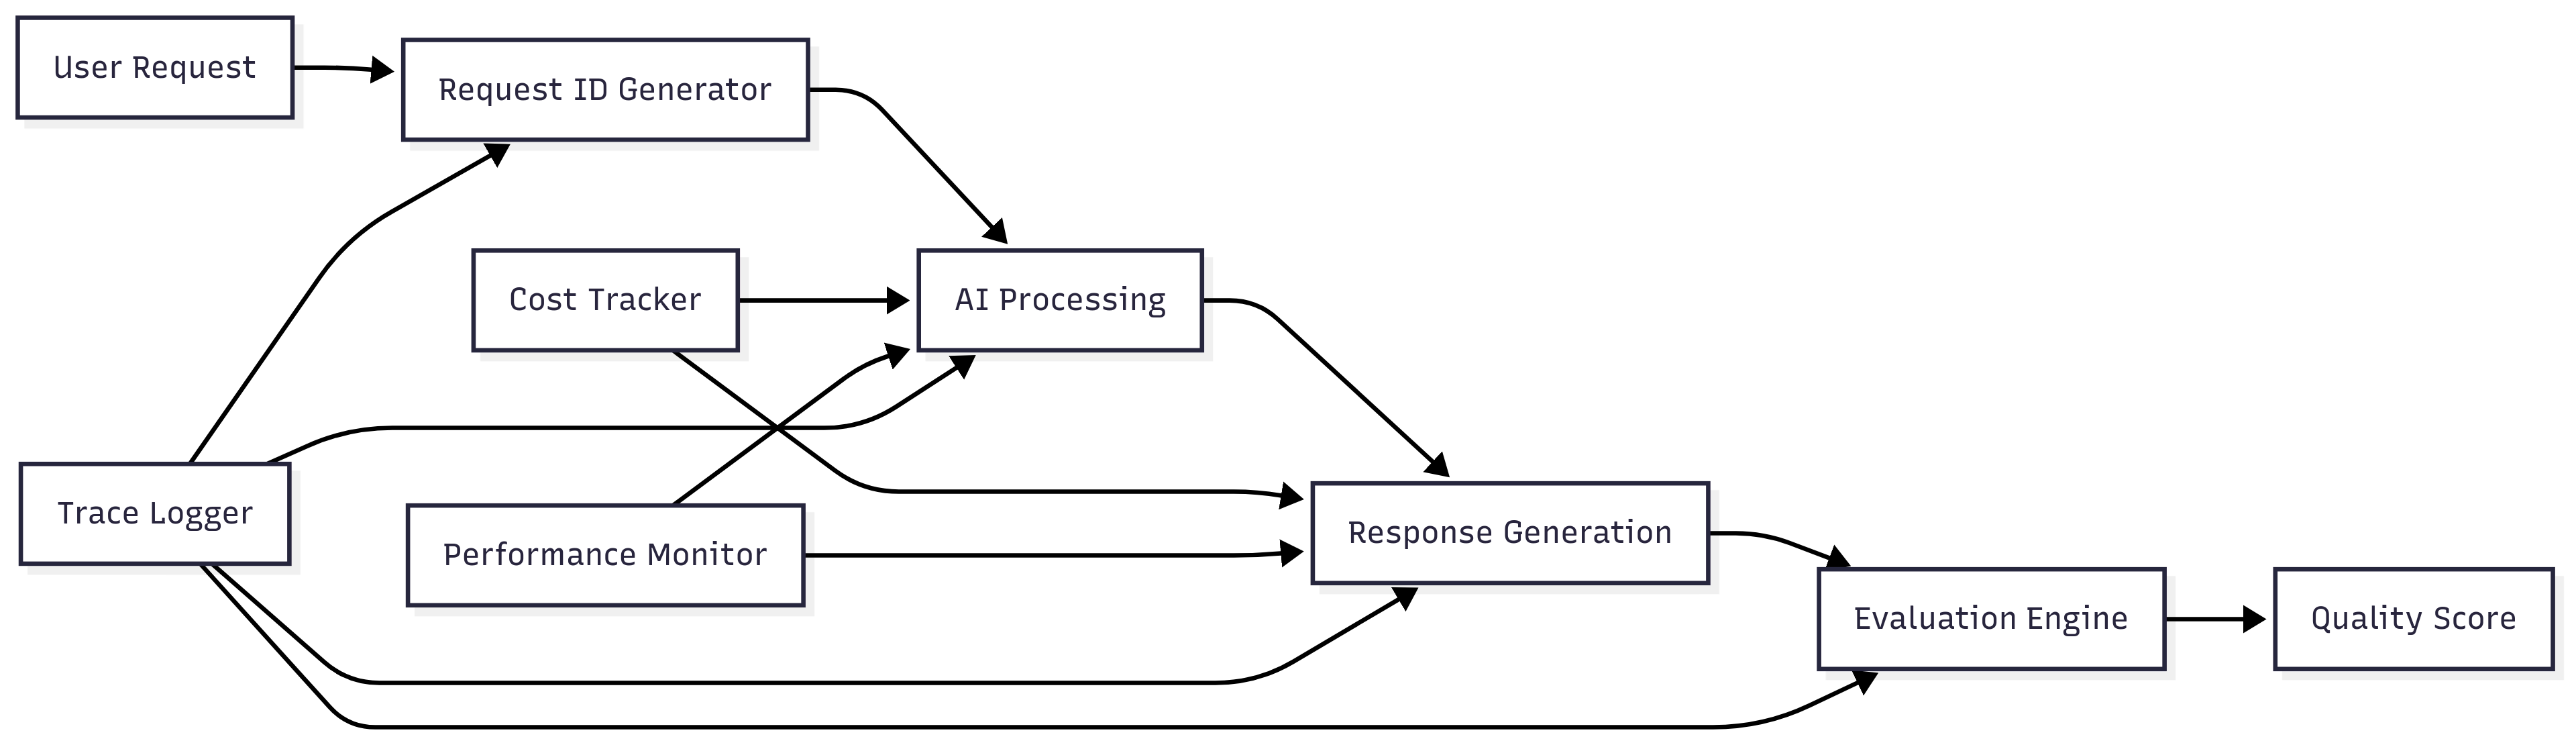 User Request
Request ID Generator
Cost Tracker
AI Processing
Trace Logger
Performance Monitor
Response Generation
Evaluation Engine
Quality Score